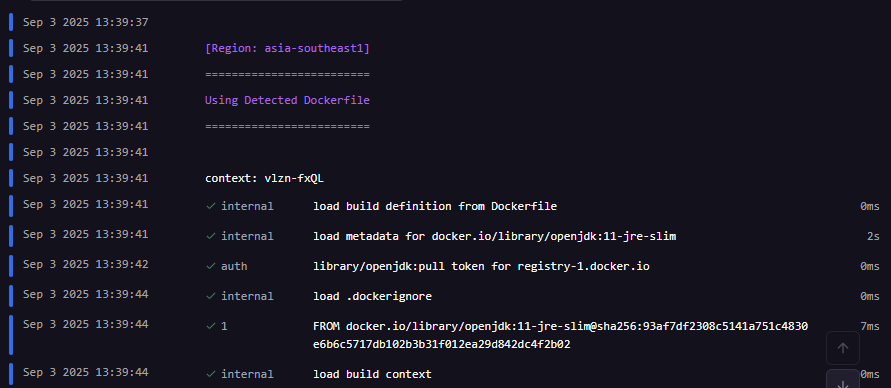 Sep 3 2025 13:39:37
Sep 3 2025 13:39:41 [Region: asia-southeast1]
Sep 3 2025 13:39:41 =========================
Sep 3 2025 13:39:41 Using Detected Dockerfile
Sep 3 2025 13:39:41 =========================
Sep 3 2025 13:39:41
Sep 3 2025 13:39:41 context: vlzn-fxQL
Sep 3 2025 13:39:41 ✓ internal load build definition from Dockerfile 0ms
Sep 3 2025 13:39:41 ✓ internal load metadata for docker.io/library/openjdk:11-jre-slim 2s
Sep 3 2025 13:39:42 ✓ auth library/openjdk:pull token for registry-1.docker.io 0ms
Sep 3 2025 13:39:44 ✓ internal load .dockerignore 0ms
Sep 3 2025 13:39:44 ✓ 1 FROM docker.io/library/openjdk:11-jre-slim@sha256:93af7df2308c5141a751c4830 7ms
e6b6c5717db102b3b31f012ea29d842dc4f2b02
Sep 3 2025 13:39:44 ✓ internal load build context 0ms